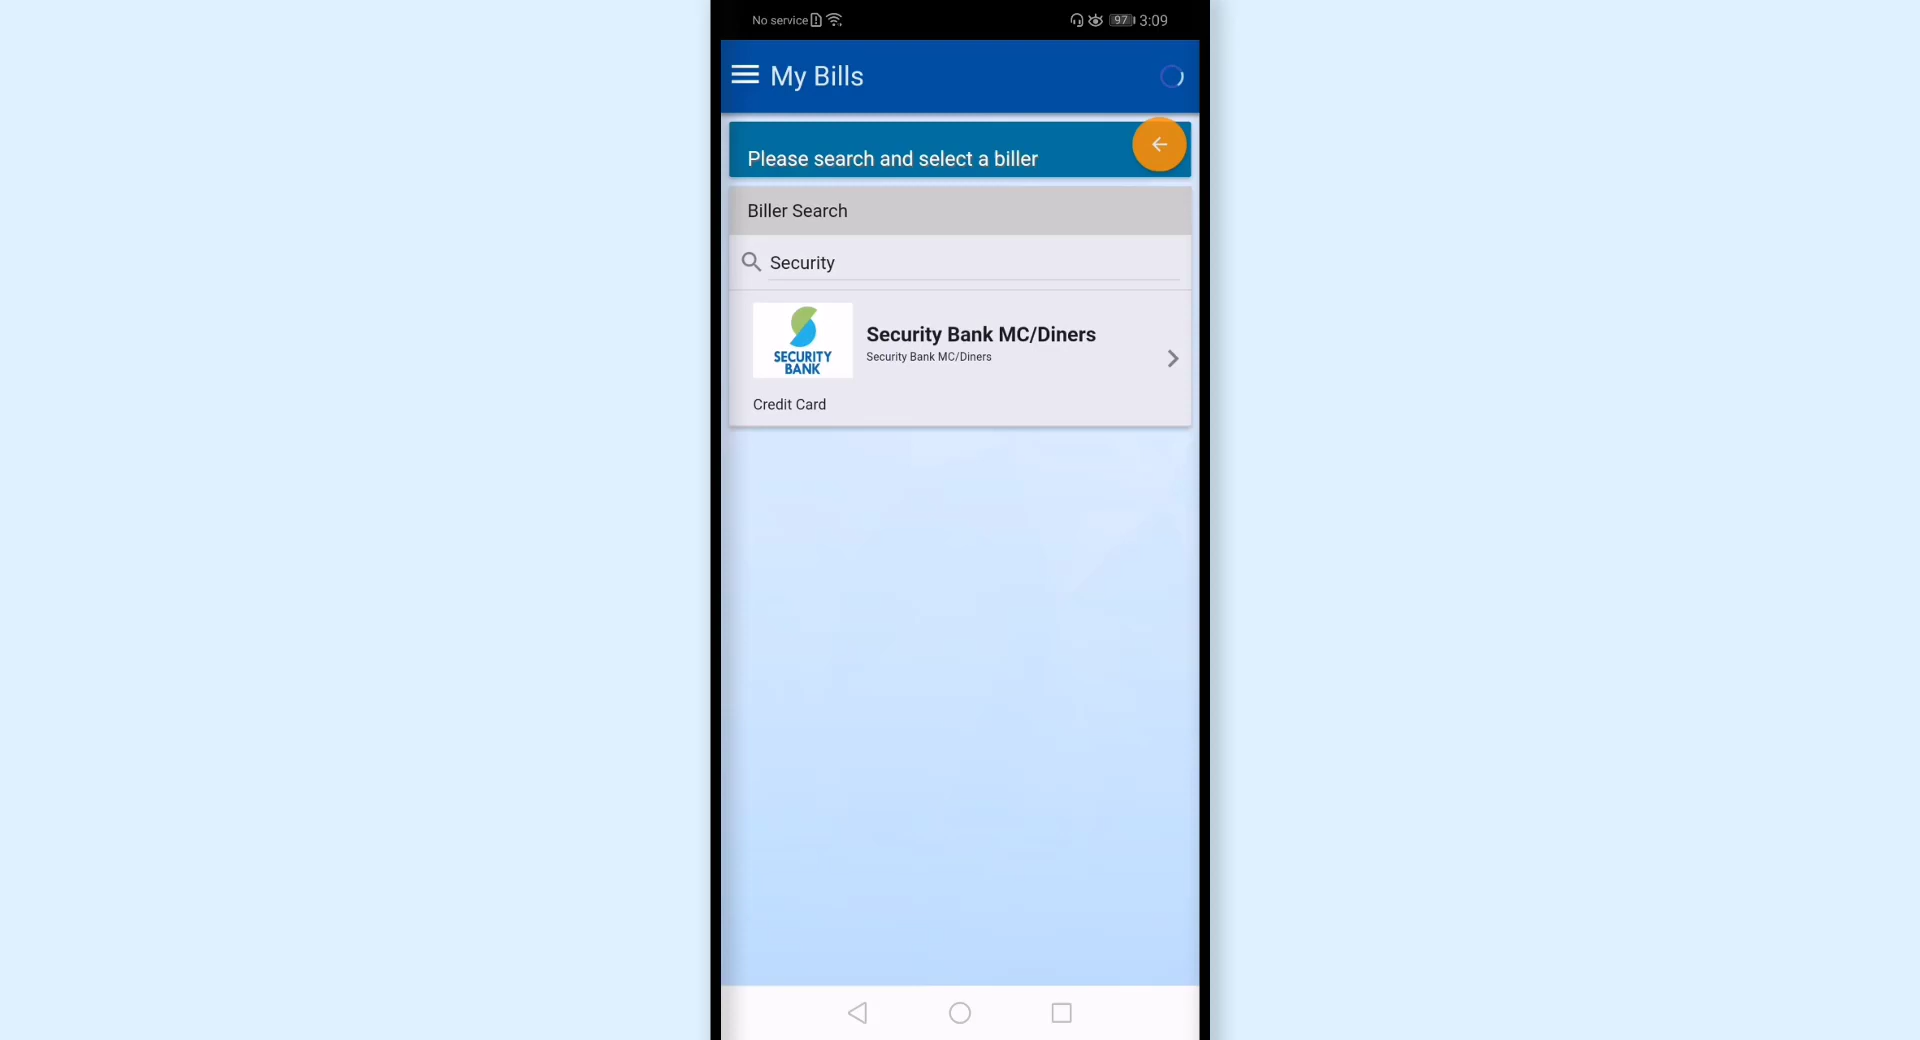 No service
97 3:09
My Bills
Please search and select a biller
Biller Search
Security
SECURITY
BANK
Security Bank MC/Diners
Security Bank MC/Diners
Credit Card